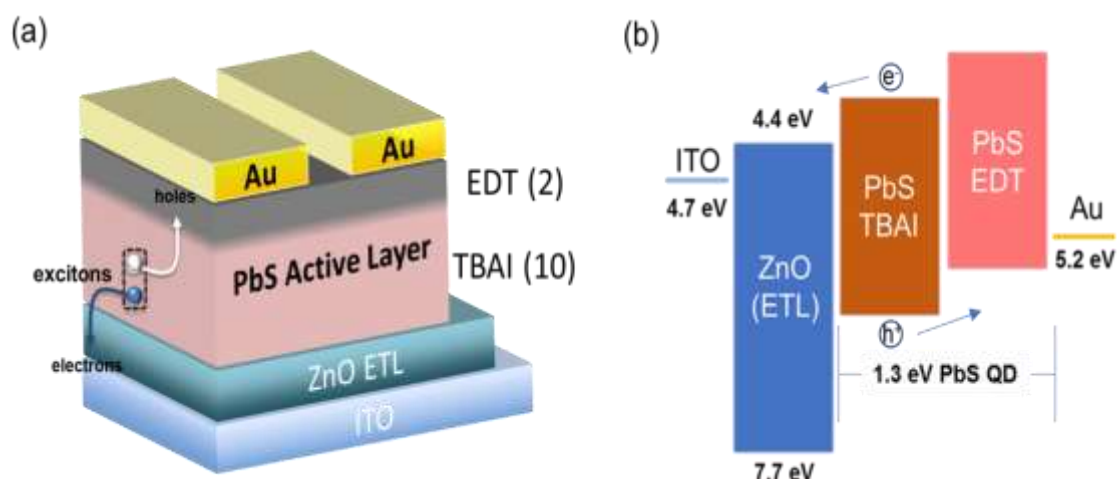 (a)
Au
Au
holes
EDT (2)
excitons
PbS Active Layer
TBAI (10)
electrons
ZnO ETL
ITO
(b)
e-
4.4 eV
ITO
4.7 eV
PbS
TBAI
PbS
EDT
Au
5.2 eV
ZnO
(ETL)
h+
1.3 eV PbS QD
7.7 eV